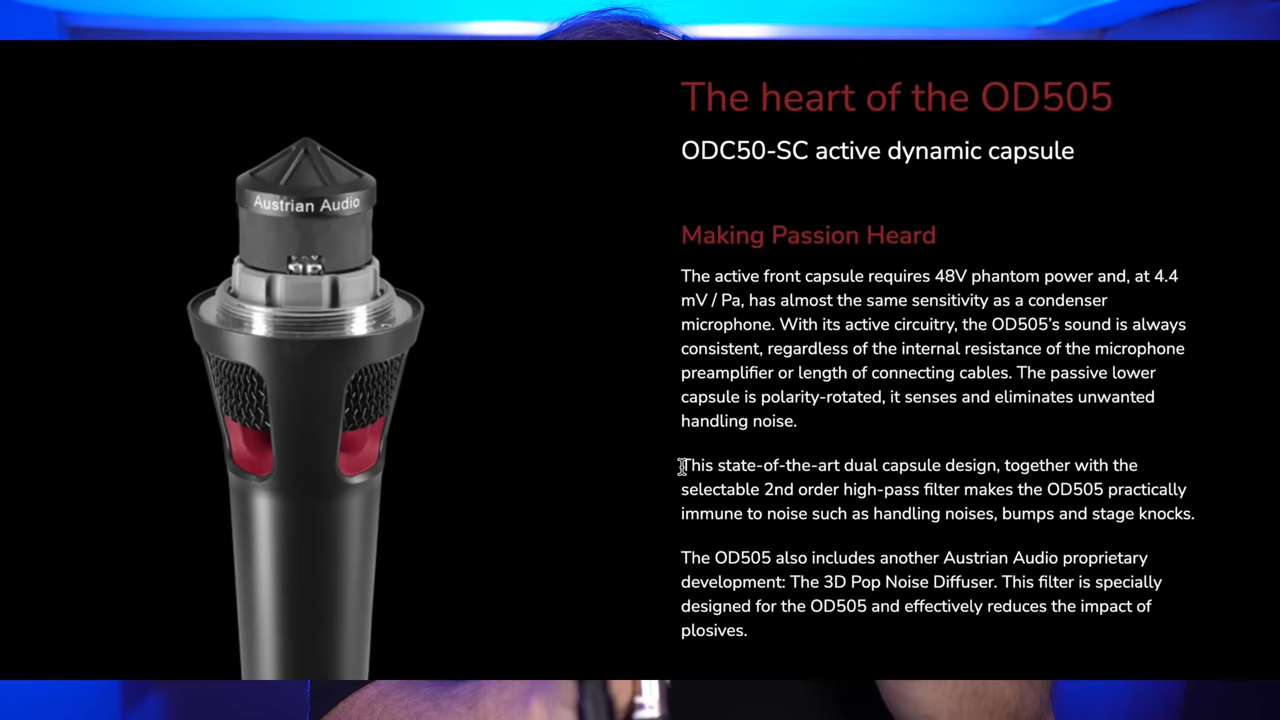 The heart of the OD505
ODC50-SC active dynamic capsule
Austrian Audio
Making Passion Heard
The active front capsule requires 48V phantom power and, at 4.4
mV / Pa, has almost the same sensitivity as a condenser
microphone. With its active circuitry, the OD505’s sound is always
consistent, regardless of the internal resistance of the microphone
preamplifier or length of connecting cables. The passive lower
capsule is polarity-rotated, it senses and eliminates unwanted
handling noise.
This state-of-the-art dual capsule design, together with the
selectable 2nd order high-pass filter makes the OD505 practically
immune to noise such as handling noises, bumps and stage knocks.
The OD505 also includes another Austrian Audio proprietary
development: The 3D Pop Noise Diffuser. This filter is specially
designed for the OD505 and effectively reduces the impact of
plosives.